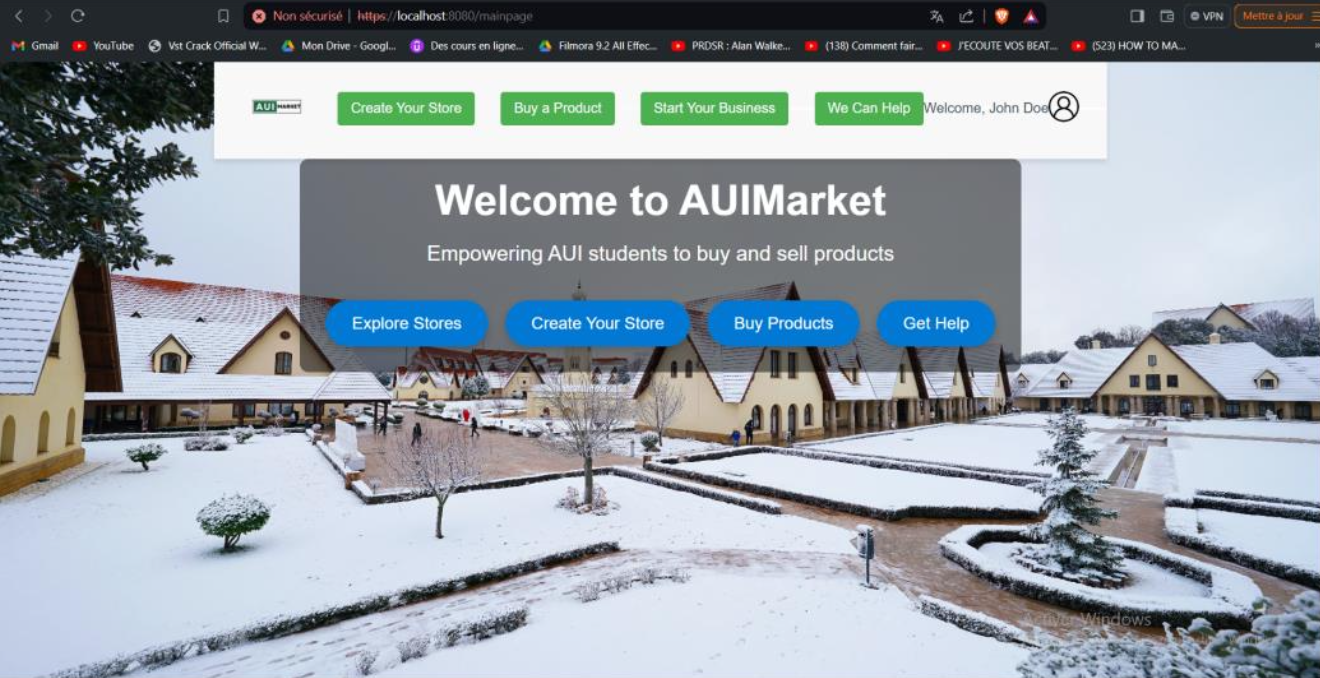 Non sécurisé | https://localhost:8080/mainpage
VPN
Mettre à jour
Gmail YouTube Vst Crack Official W... Mon Drive - Googl... Des cours en ligne... Filmora 9.2 All Effec... PRDSR : Alan Walke... (138) Comment fair... J'ECOUTE VOS BEAT... (523) HOW TO MA...
AUI MARKET Create Your Store Buy a Product Start Your Business We Can Help Welcome, John Doe
Welcome to AUIMarket
Empowering AUI students to buy and sell products
Explore Stores Create Your Store Buy Products Get Help
Activer Windows